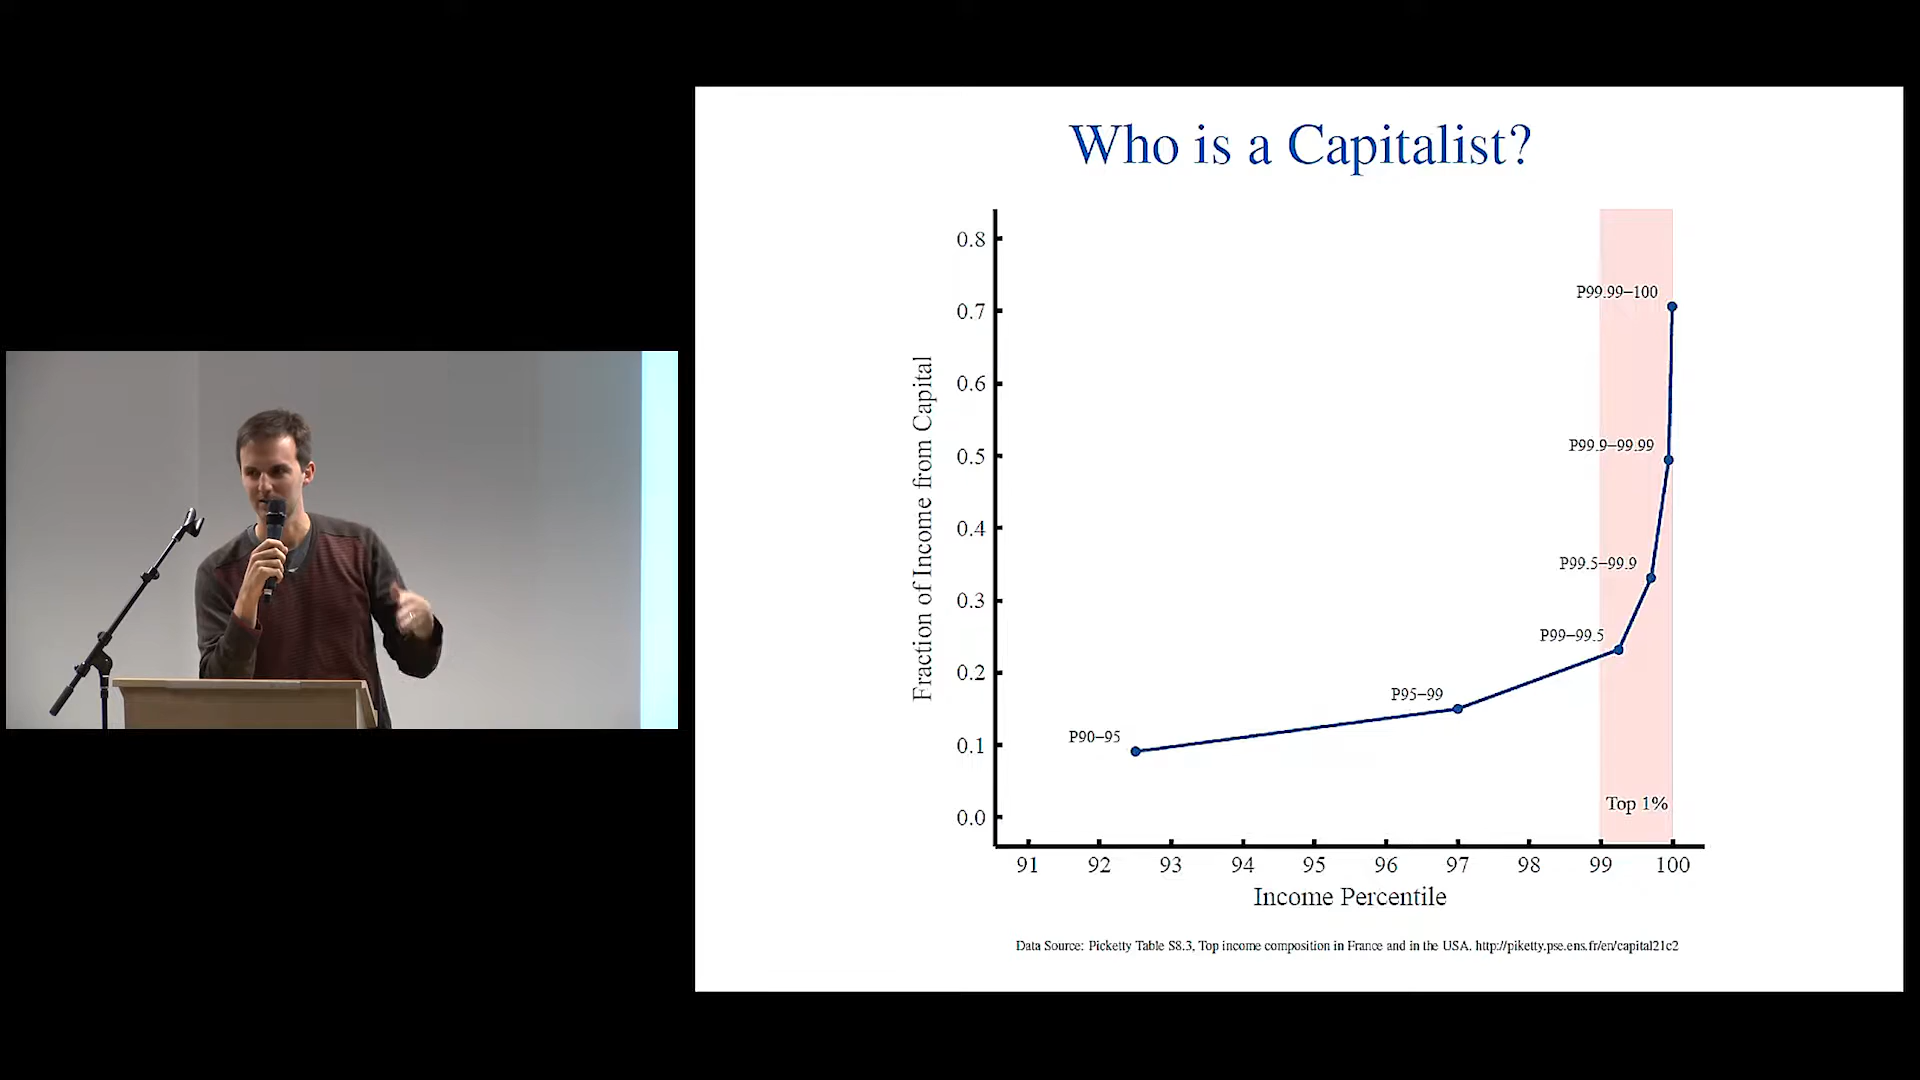 Who is a Capitalist?
0.8
0.7
0.6
0.5
0.4
0.3
0.2
0.1
0.0
Fraction of Income from Capital
P99.99–100
P99.9–99.99
P99.5–99.9
P99–99.5
P95–99
P90–95
Top 1%
91 92 93 94 95 96 97 98 99 100
Income Percentile
Data Source: Picketty Table S8.3, Top income composition in France and in the USA. http://piketty.pse.ens.fr/en/capital21c2